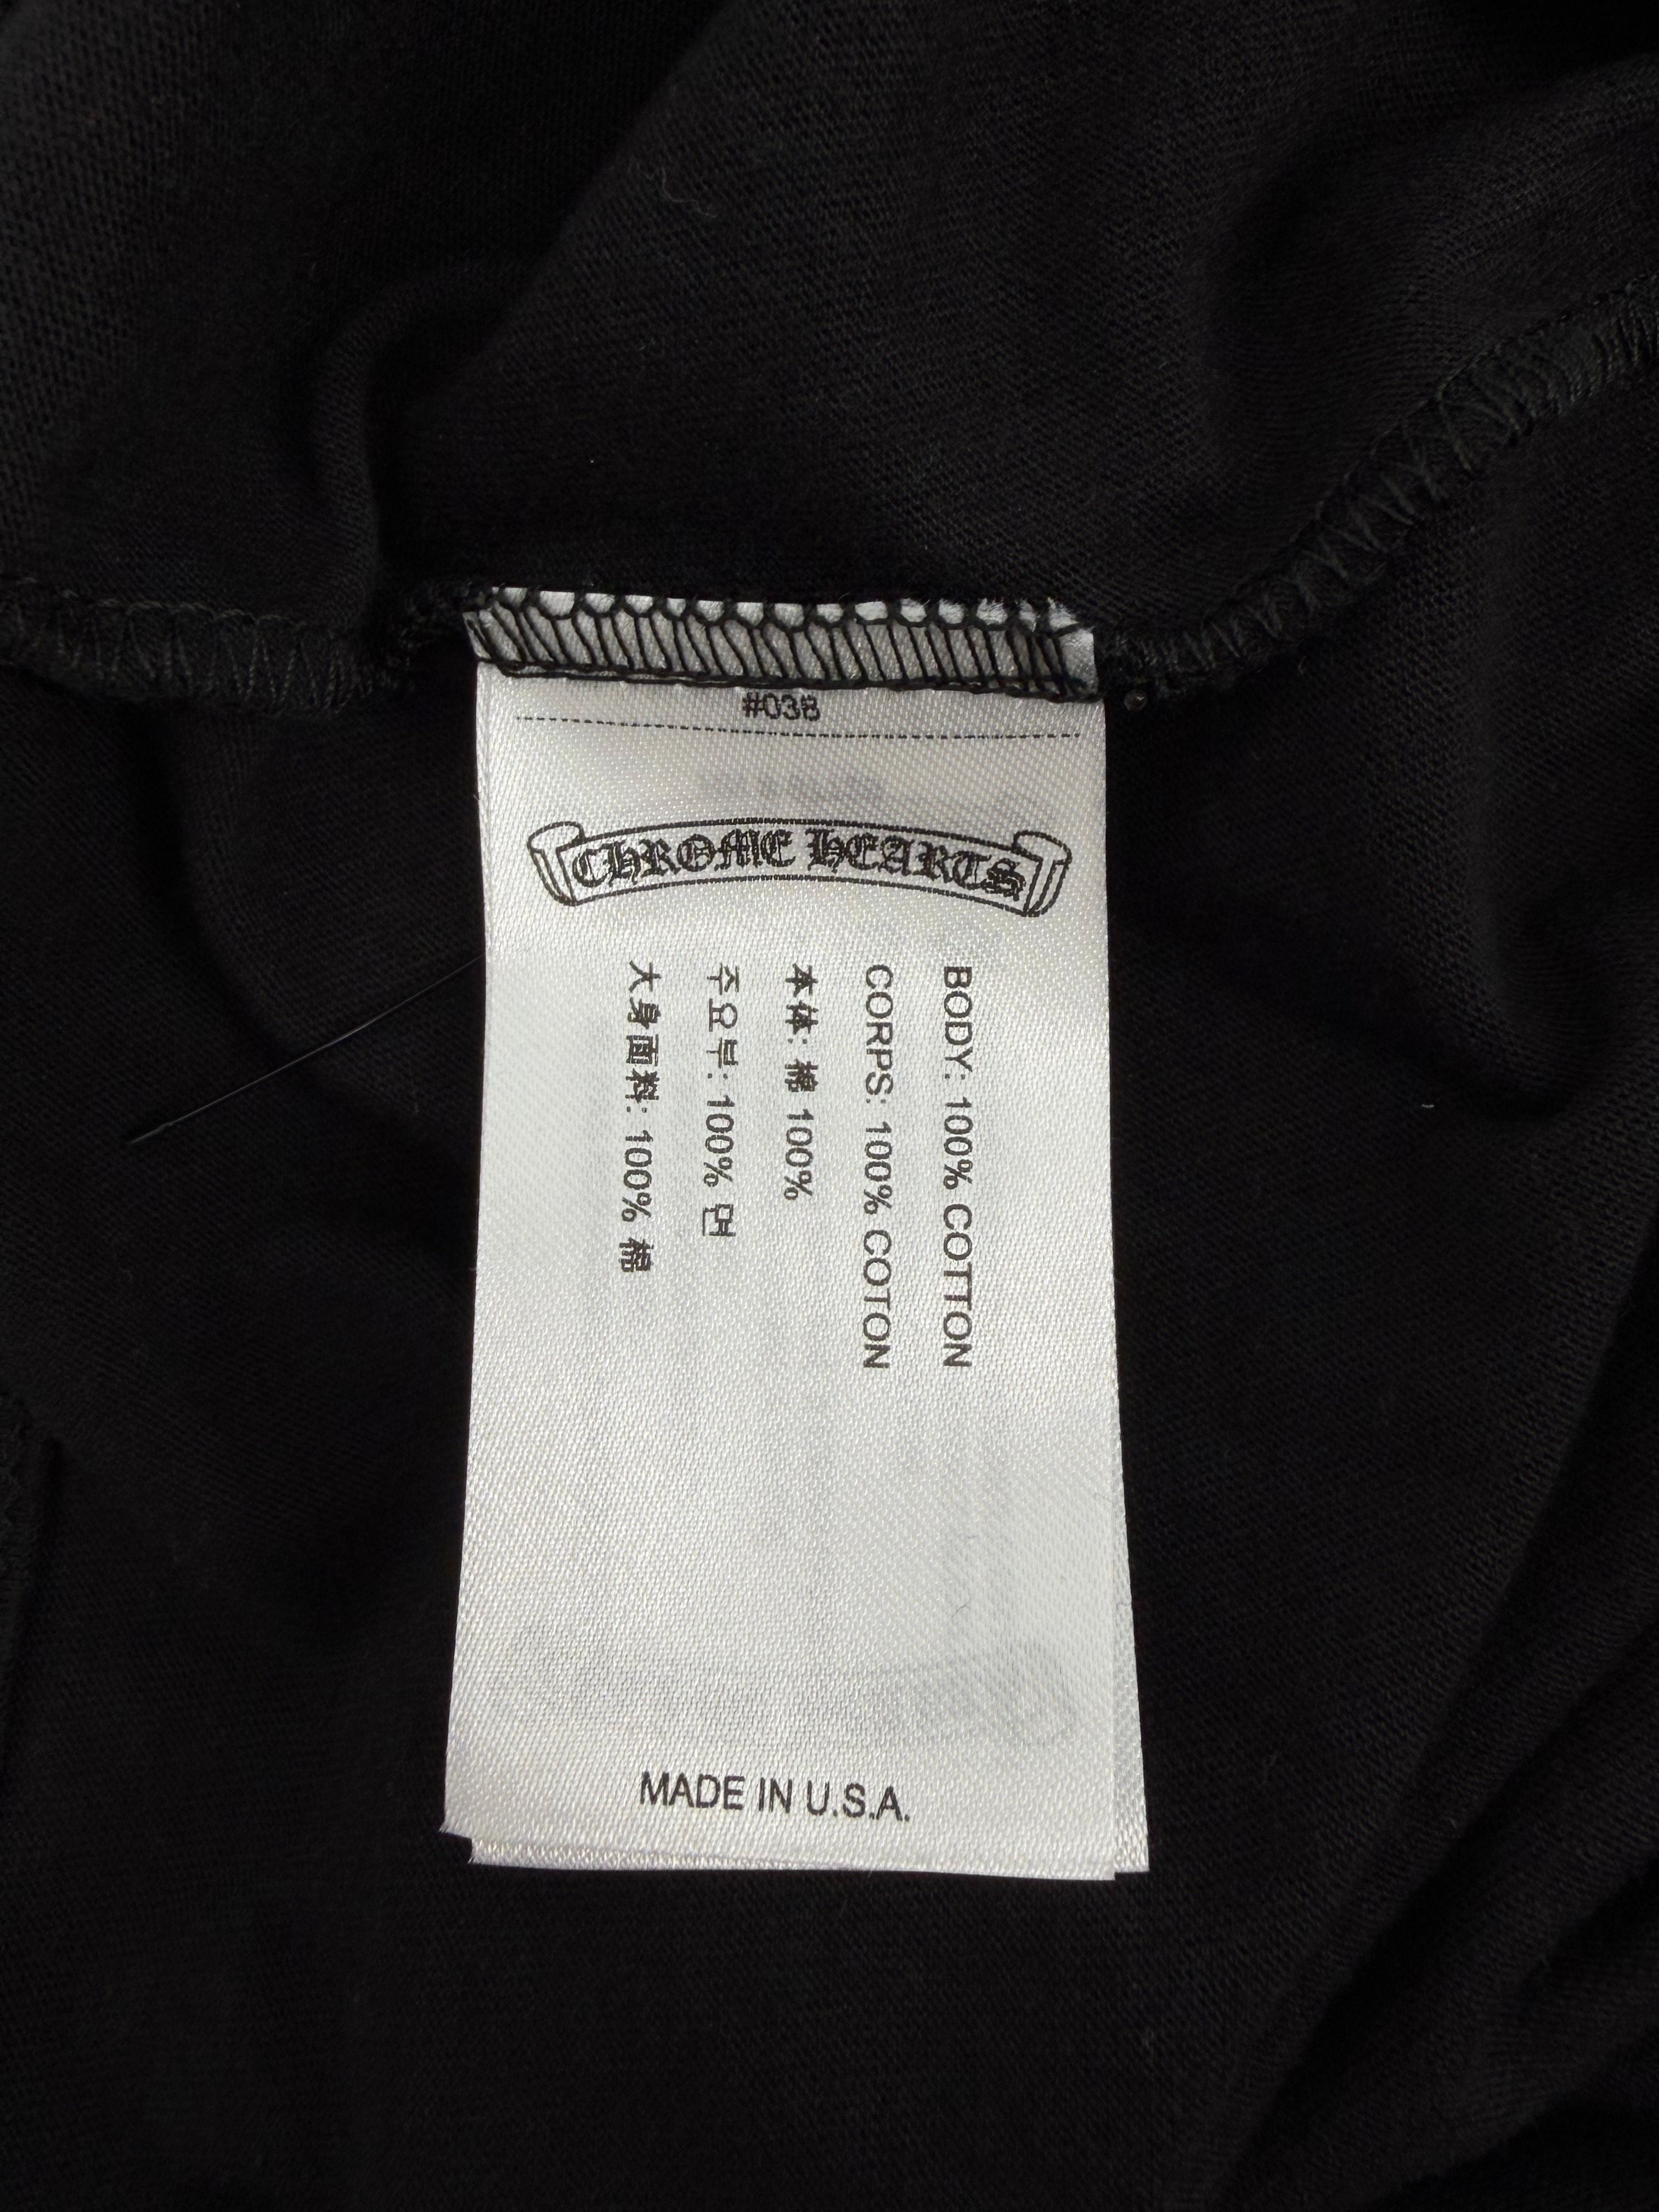 #038
CHROME HEARTS
BODY: 100% COTTON
CORPS: 100% COTON
本体: 棉 100%
주요부: 100% 면
大身面料: 100% 棉
MADE IN U.S.A.